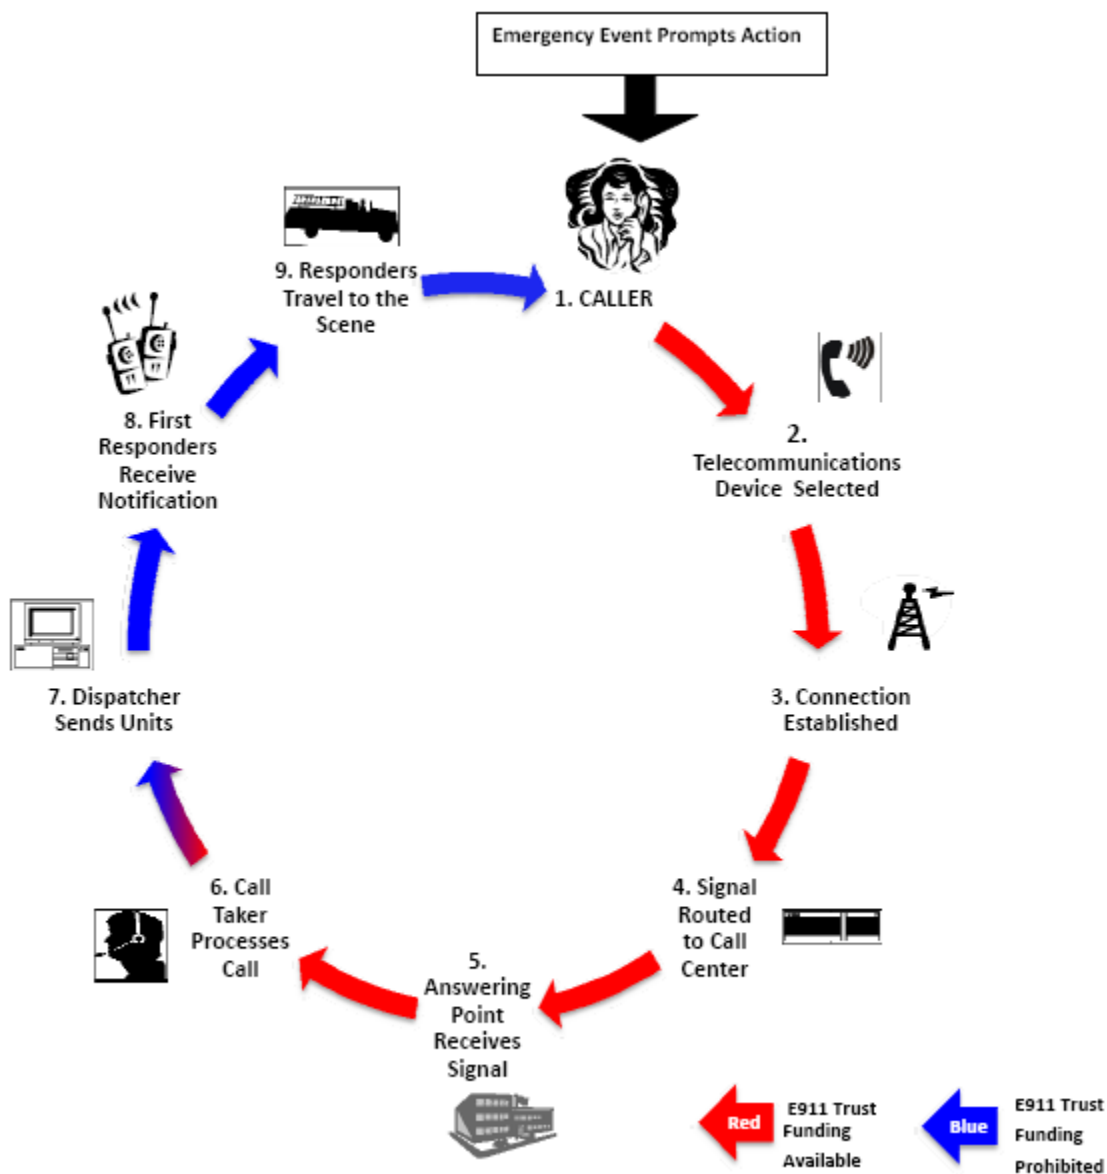 Emergency Event Prompts Action
1. CALLER
2.
Telecommunications
Device Selected
3. Connection
Established
4. Signal
Routed
to Call
Center
5.
Answering
Point
Receives
Signal
6. Call
Taker
Processes
Call
7. Dispatcher
Sends Units
8. First
Responders
Receive
Notification
9. Responders
Travel to the
Scene
Red
E911 Trust
Funding
Available
Blue
E911 Trust
Funding
Prohibited